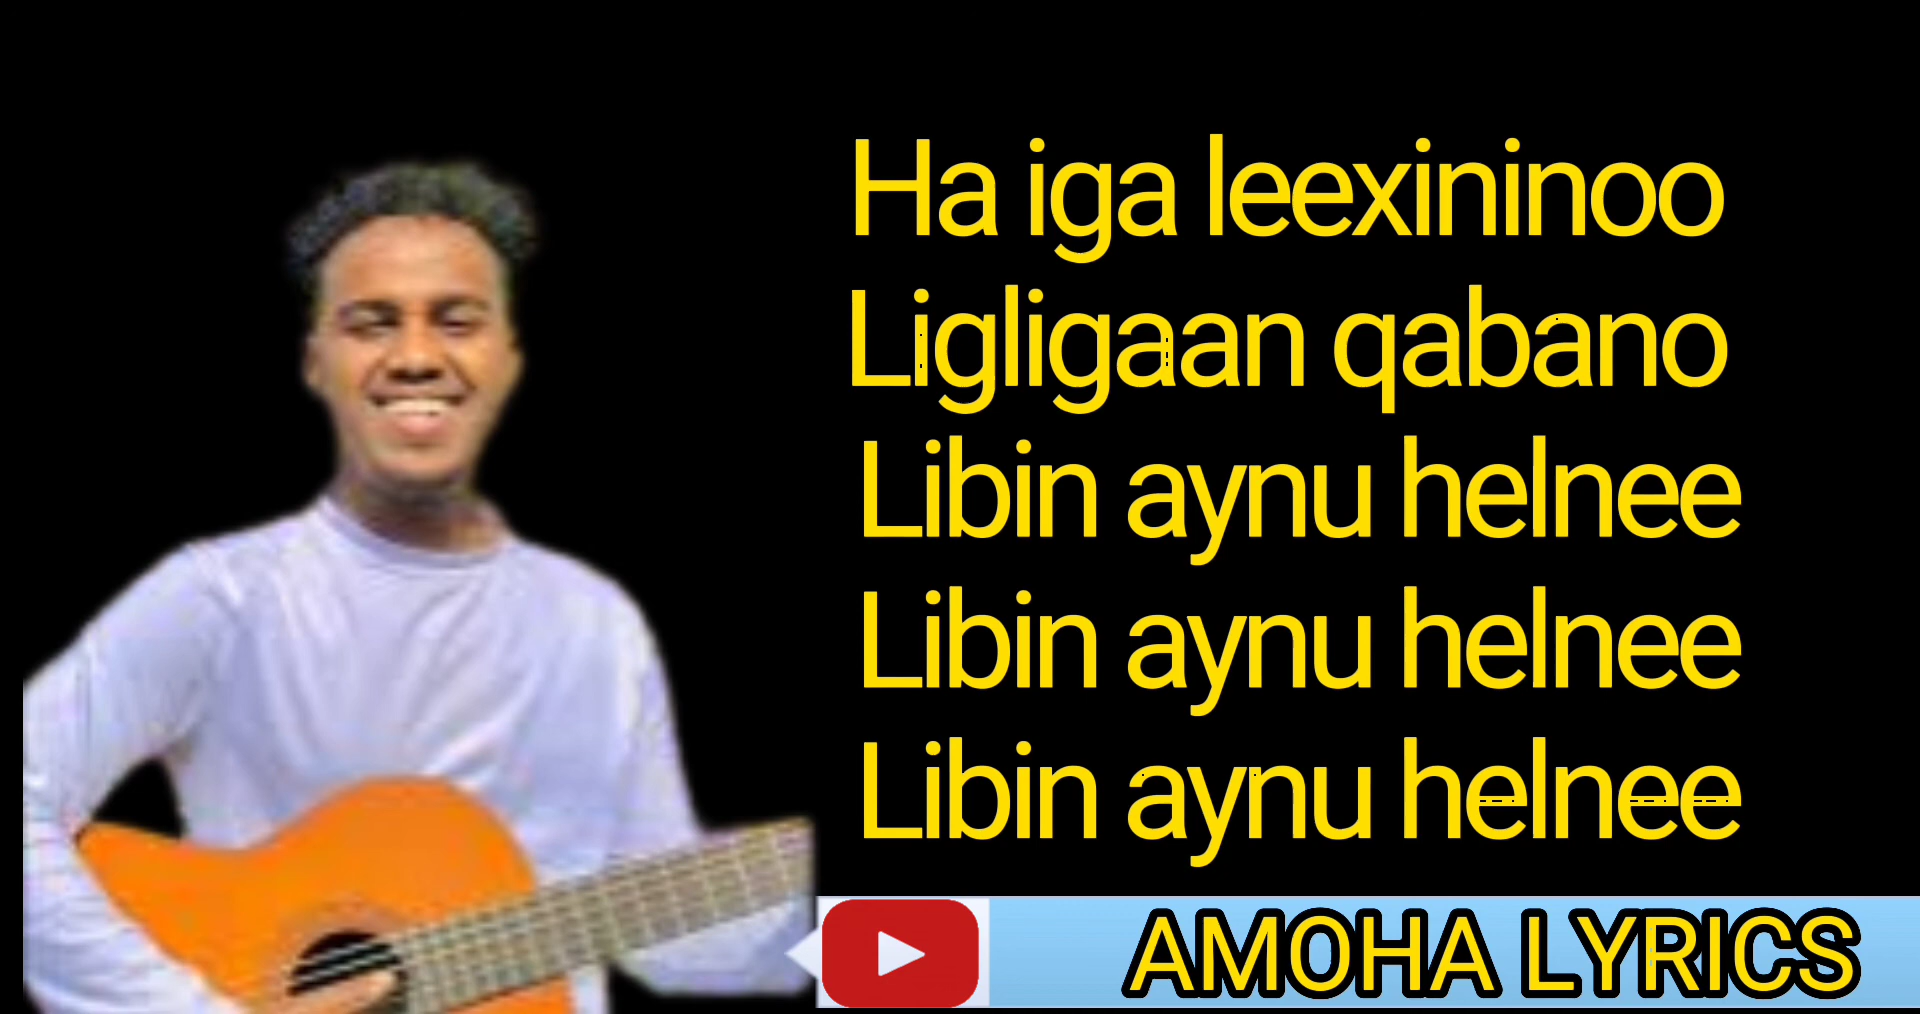 Ha iga leexininoo
Ligligaan qabano
Libin aynu helnee
Libin aynu helnee
Libin aynu helnee
AMOHA LYRICS